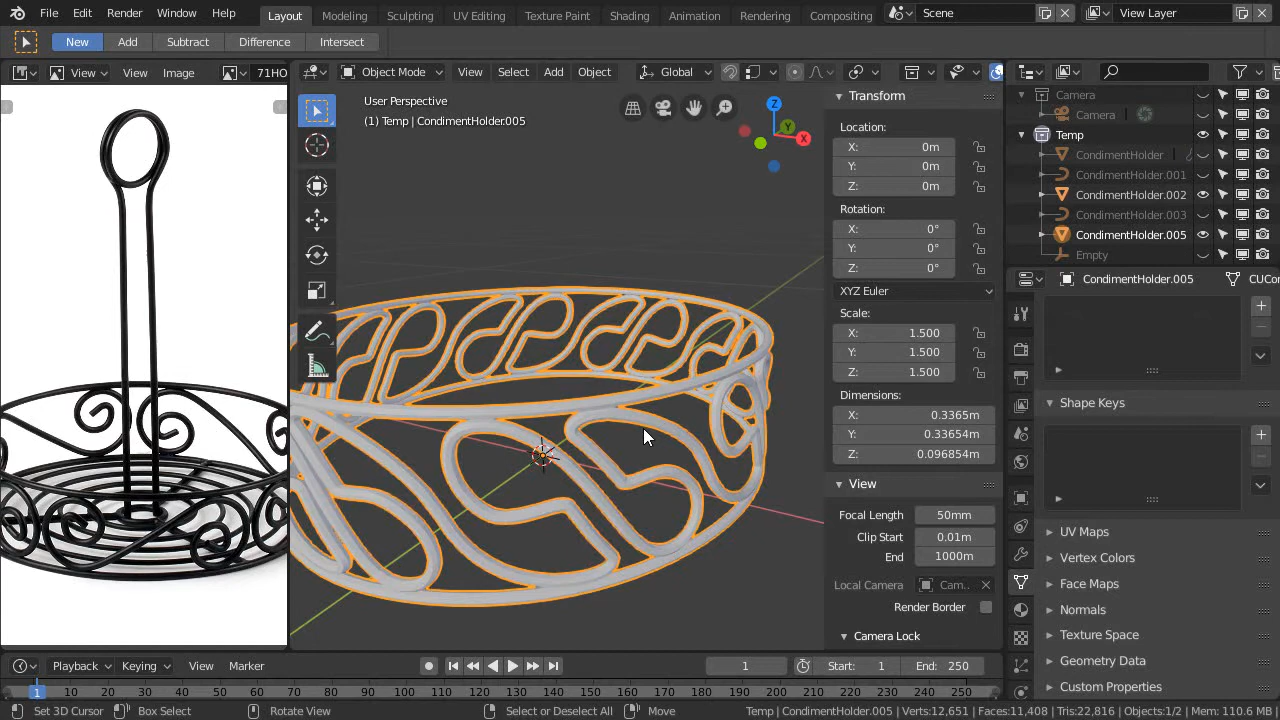 File Edit Render Window Help Layout Modeling Sculpting UV Editing Texture Paint Shading Animation Rendering Compositing Scene View Layer
New Add Subtract Difference Intersect
View View Image 71HO Object Mode View Select Add Object Global
User Perspective
(1) Temp | CondimentHolder.005
Transform
Location:
X: 0m
Y: 0m
Z: 0m
Rotation:
X: 0°
Y: 0°
Z: 0°
XYZ Euler
Scale:
X: 1.500
Y: 1.500
Z: 1.500
Dimensions:
X: 0.3365m
Y: 0.33654m
Z: 0.096854m
View
Focal Length 50mm
Clip Start 0.01m
End 1000m
Local Camera Cam..
Render Border
Camera Lock
Z
Y
X
Camera
Camera
Temp
CondimentHolder
CondimentHolder.001
CondimentHolder.002
CondimentHolder.003
CondimentHolder.005
Empty
CondimentHolder.005 CUCon
Shape Keys
UV Maps
Vertex Colors
Face Maps
Normals
Texture Space
Geometry Data
Custom Properties
Playback Keying View Marker 1 Start: 1 End: 250
1 10 20 30 40 50 60 70 80 90 100 110 120 130 140 150 160 170 180 190 200 210 220 230 240 250
Set 3D Cursor Box Select Rotate View Select or Deselect All Move Temp | CondimentHolder.005 | Verts:12,651 | Faces:11,408 | Tris:22,816 | Objects:1/2 | Mem: 110.6 MB